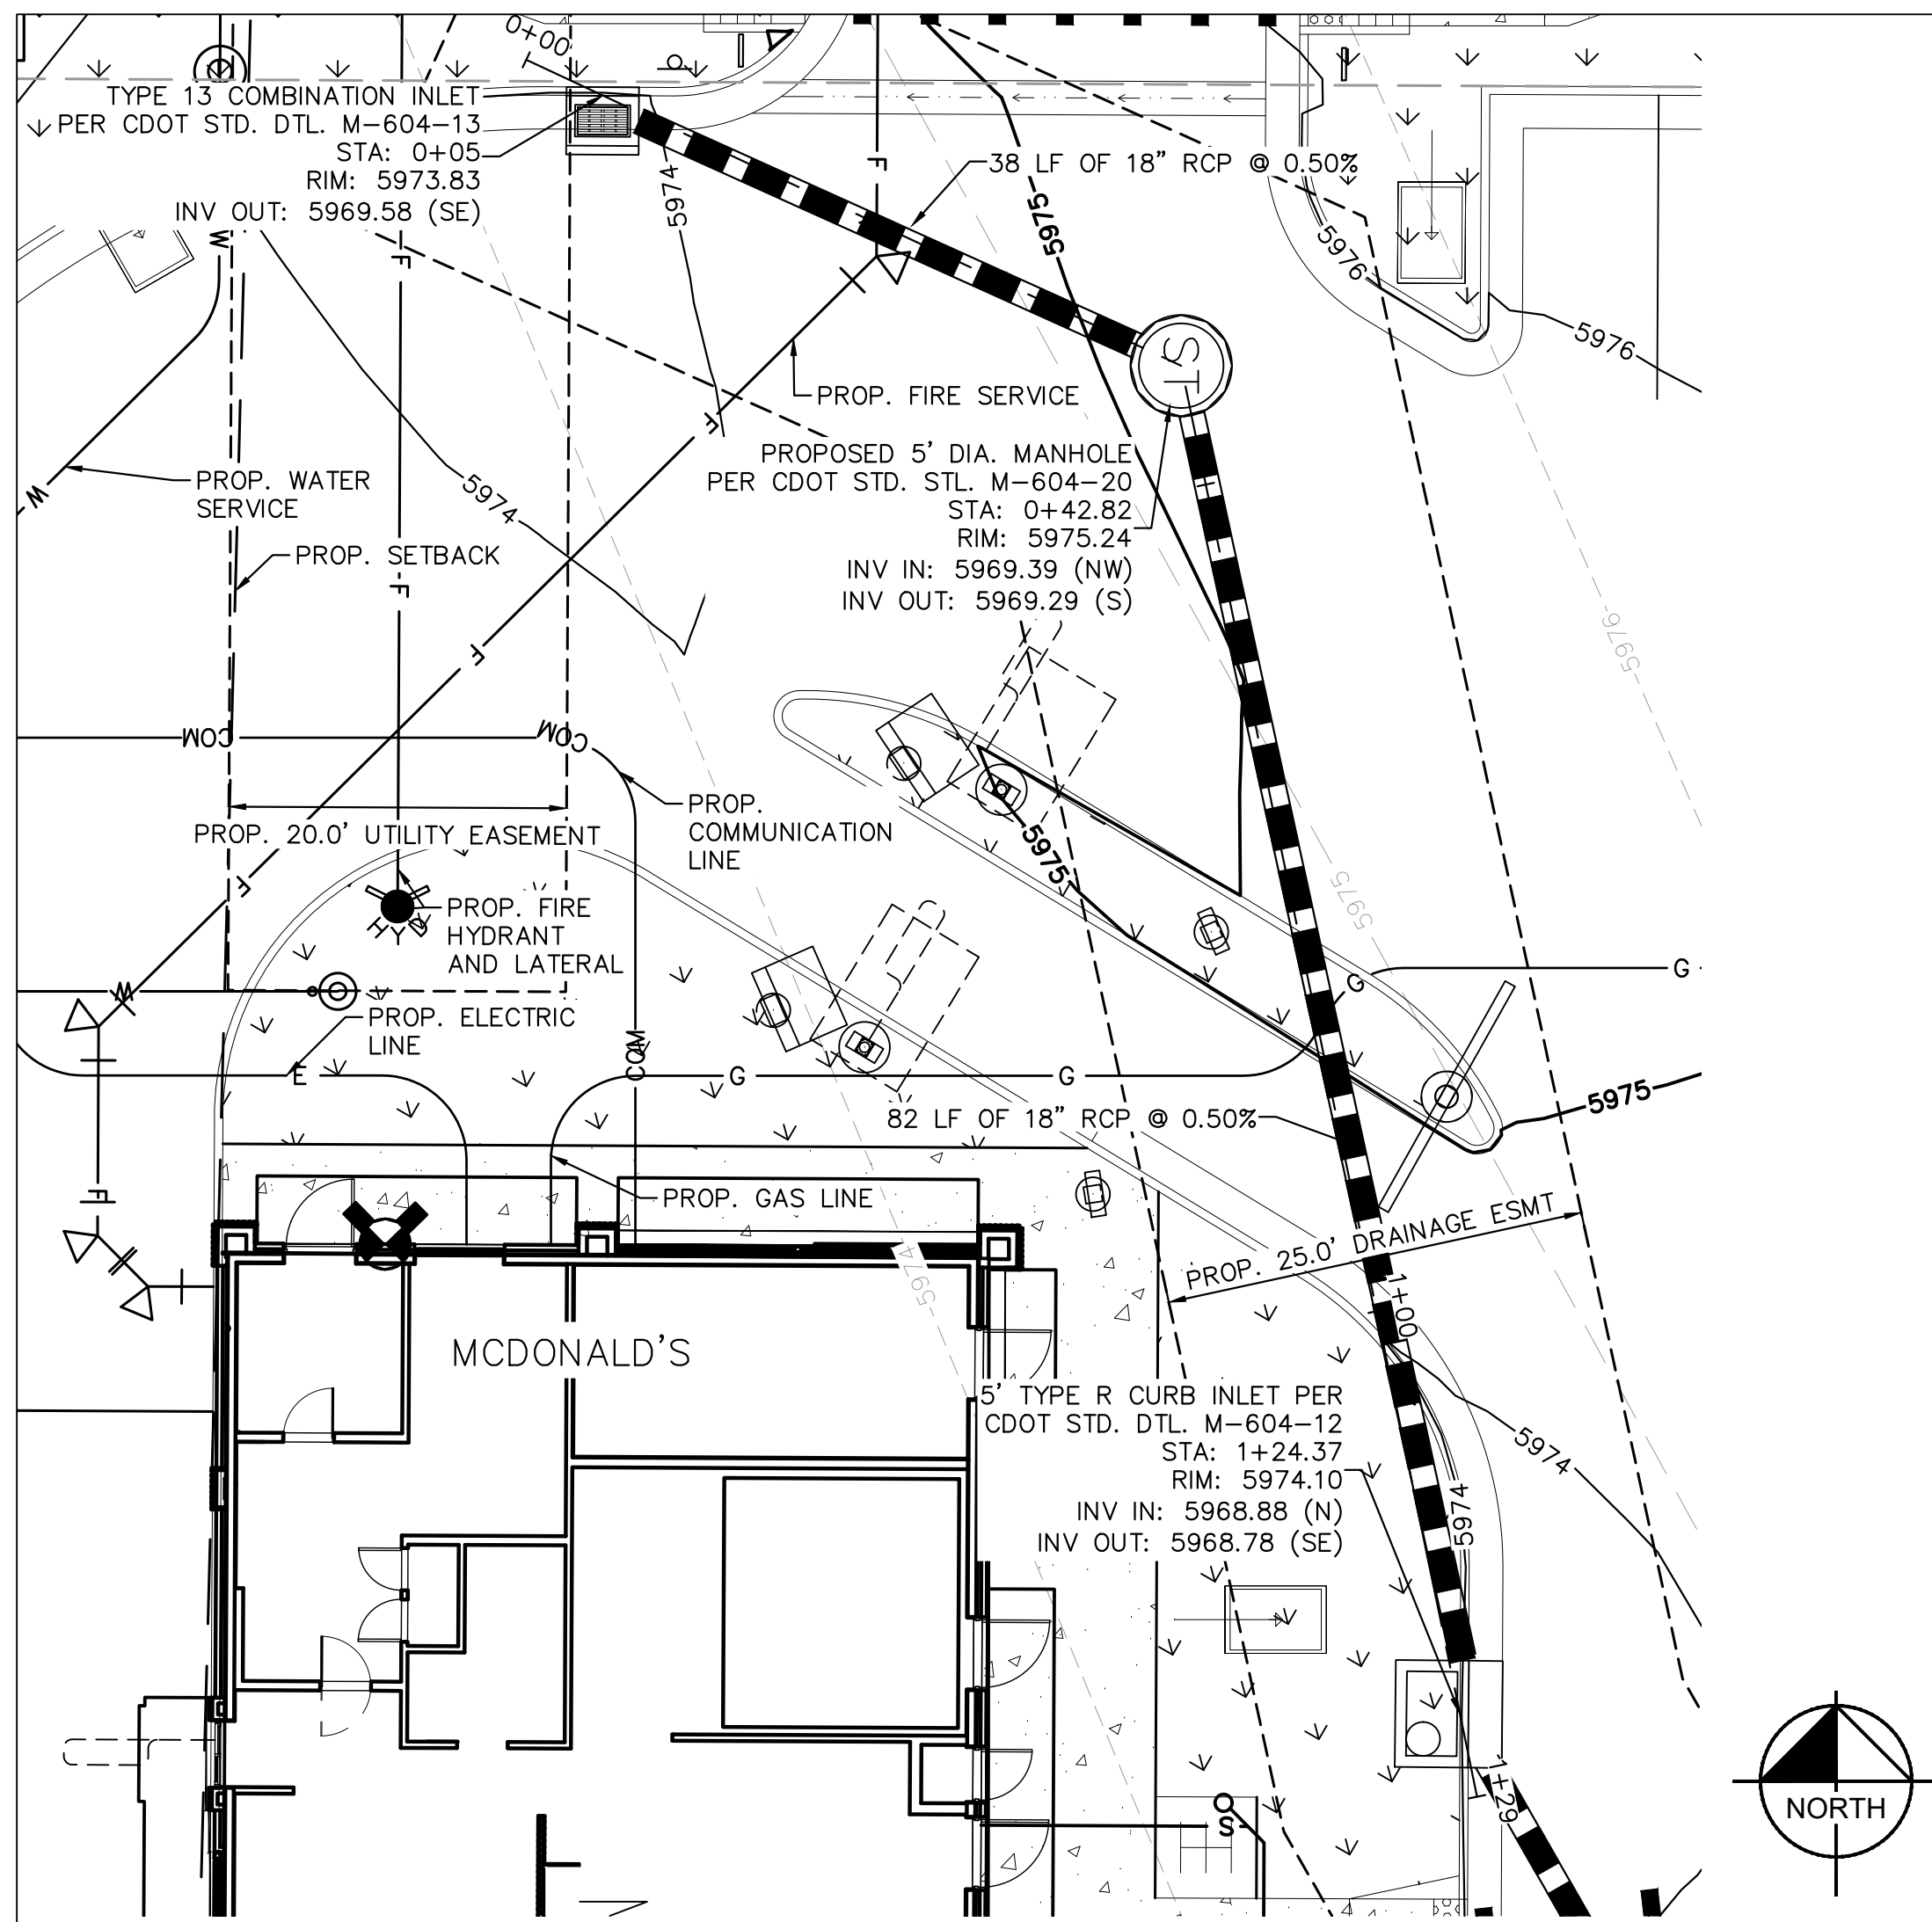 0+00
TYPE 13 COMBINATION INLET
PER CDOT STD. DTL. M-604-13
STA: 0+05
RIM: 5973.83
INV OUT: 5969.58 (SE)
38 LF OF 18" RCP @ 0.50%
W
F
F
5974
5975
5976
5976
ST
PROP. FIRE SERVICE
F
PROPOSED 5' DIA. MANHOLE
PER CDOT STD. STL. M-604-20
STA: 0+42.82
RIM: 5975.24
INV IN: 5969.39 (NW)
INV OUT: 5969.29 (S)
PROP. WATER
SERVICE
W
5974
PROP. SETBACK
F
F
5976
COM
COM
PROP.
COMMUNICATION
LINE
PROP. 20.0' UTILITY EASEMENT
5975
5975
F
HYD
PROP. FIRE
HYDRANT
AND LATERAL
G
G
W
PROP. ELECTRIC
LINE
COM
E
G
G
5975
82 LF OF 18" RCP @ 0.50%
F
PROP. GAS LINE
PROP. 25.0' DRAINAGE ESMT
5974
1+00
MCDONALD'S
5' TYPE R CURB INLET PER
CDOT STD. DTL. M-604-12
STA: 1+24.37
RIM: 5974.10
INV IN: 5968.88 (N)
INV OUT: 5968.78 (SE)
5974
5974
1+29
S
NORTH